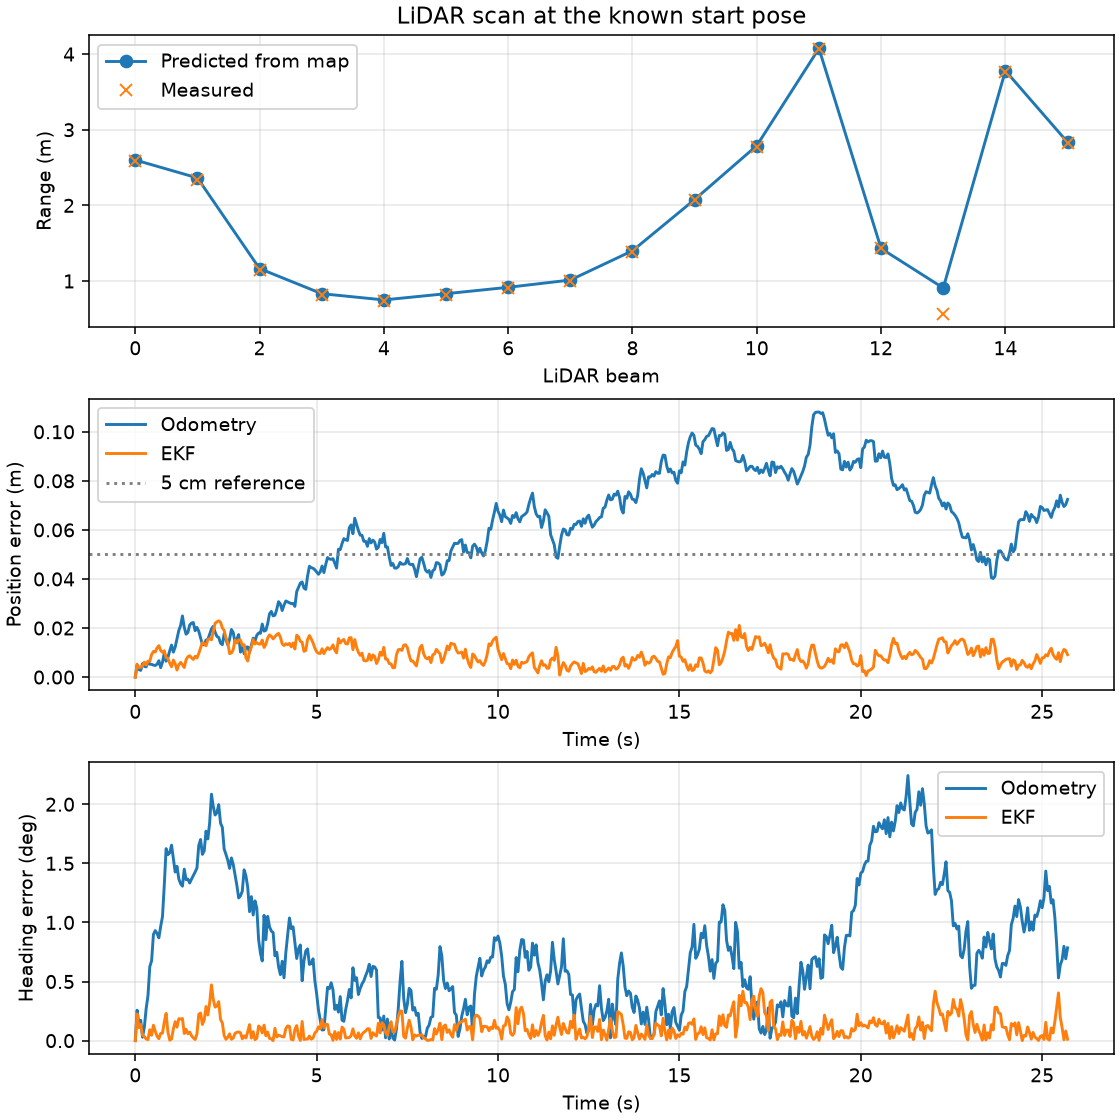 LiDAR scan at the known start pose
Predicted from map
Measured
Range (m)
4
3
2
1
0 2 4 6 8 10 12 14
LiDAR beam
Odometry
EKF
5 cm reference
Position error (m)
0.10
0.08
0.06
0.04
0.02
0.00
0 5 10 15 20 25
Time (s)
Odometry
EKF
Heading error (deg)
2.0
1.5
1.0
0.5
0.0
0 5 10 15 20 25
Time (s)